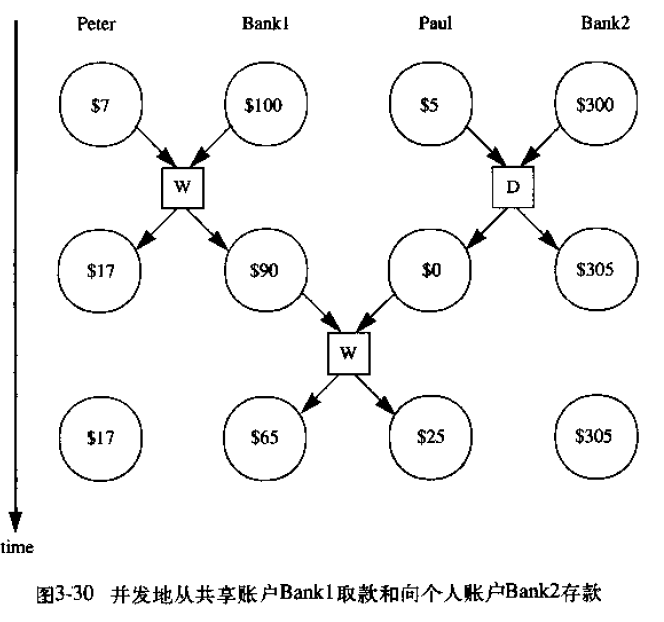 Peter Bank1 Paul Bank2
$7 $100 $5 $300
W D
$17 $90 $0 $305
W
$17 $65 $25 $305
time
图3-30 并发地从共享账户Bank1取款和向个人账户Bank2存款